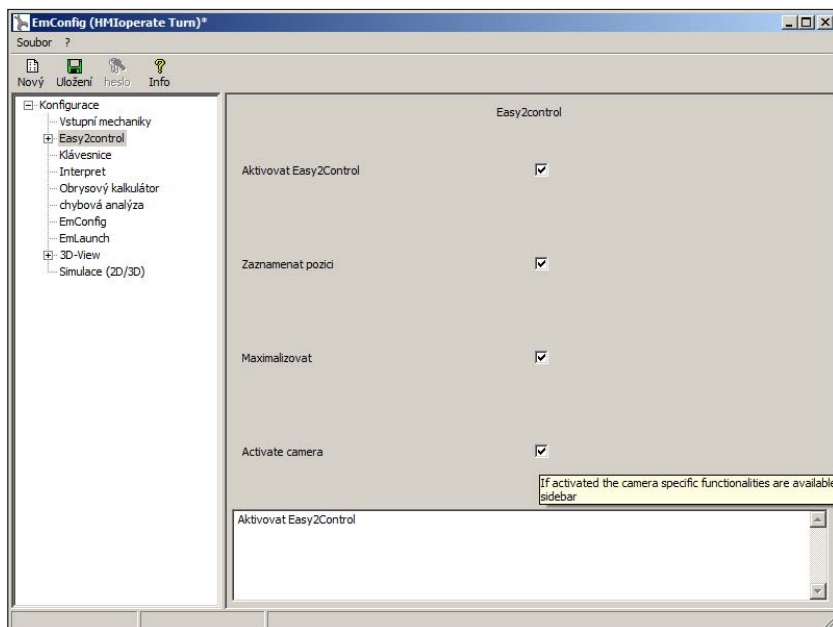 EmConfig (HMIoperate Turn)*
Soubor ?
Nový Uložení heslo Info
Konfigurace
Vstupní mechaniky
Easy2control
Klávesnice
Interpret
Obrysový kalkulátor
chybová analýza
EmConfig
EmLaunch
3D-View
Simulace (2D/3D)
Easy2control
Aktivovat Easy2Control
Zaznamenat pozici
Maximalizovat
Activate camera
If activated the camera specific functionalities are available
sidebar
Aktivovat Easy2Control